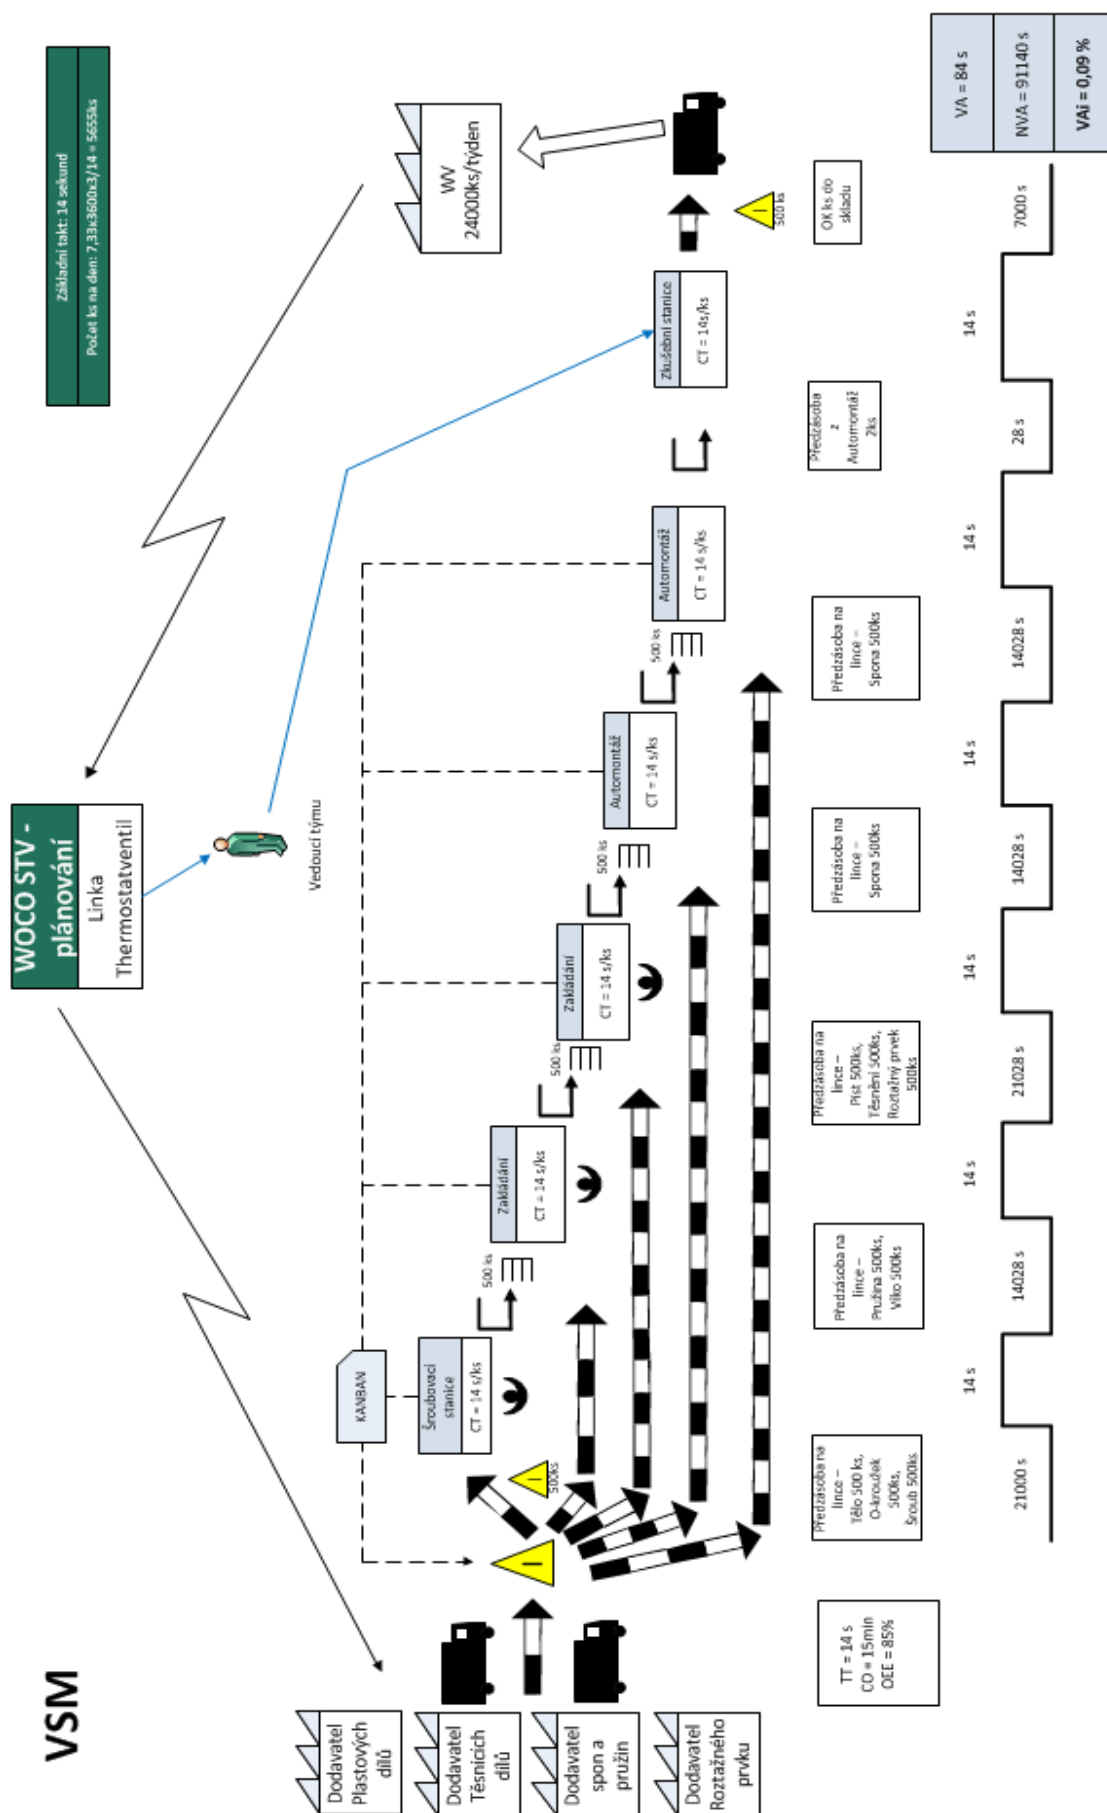 VSM
Základní takt: 14 sekund
Počet ks na den: 7,33x3600x3/14 = 5655ks
WOCO STV -
plánování
Linka
Thermostatventil
WV
24000ks/týden
Vedoucí týmu
KANBAN
Dodavatel
Plastových
dílů
Dodavatel
Těsnicích
dílů
Dodavatel
spon a
pružin
Dodavatel
Roztažného
prvku
I
I
500ks
Šroubovací
stanice
CT = 14 s/ks
500 ks
Zakládání
CT = 14 s/ks
500 ks
Zakládání
CT = 14 s/ks
500 ks
Automontáž
CT = 14 s/ks
500 ks
Automontáž
CT = 14 s/ks
Zkušební stanice
CT = 14s/ks
I
500 ks
TT = 14 s
CO = 15min
OEE = 85%
Předzásoba na
lince –
Tělo 500 ks,
O-kroužek
500ks,
Šroub 500ks
Předzásoba na
lince –
Pružina 500ks,
Víko 500ks
Předzásoba na
lince –
Píst 500ks,
Těsnění 500ks,
Roztažný prvek
500ks
Předzásoba na
lince –
Spona 500ks
Předzásoba na
lince –
Spona 500ks
Předzásoba
z
Automontáž
2ks
OK ks do
skladu
21000 s
14 s
14028 s
14 s
21028 s
14 s
14028 s
14 s
14028 s
14 s
28 s
14 s
7000 s
VA = 84 s
NVA = 91140 s
VAi = 0,09 %